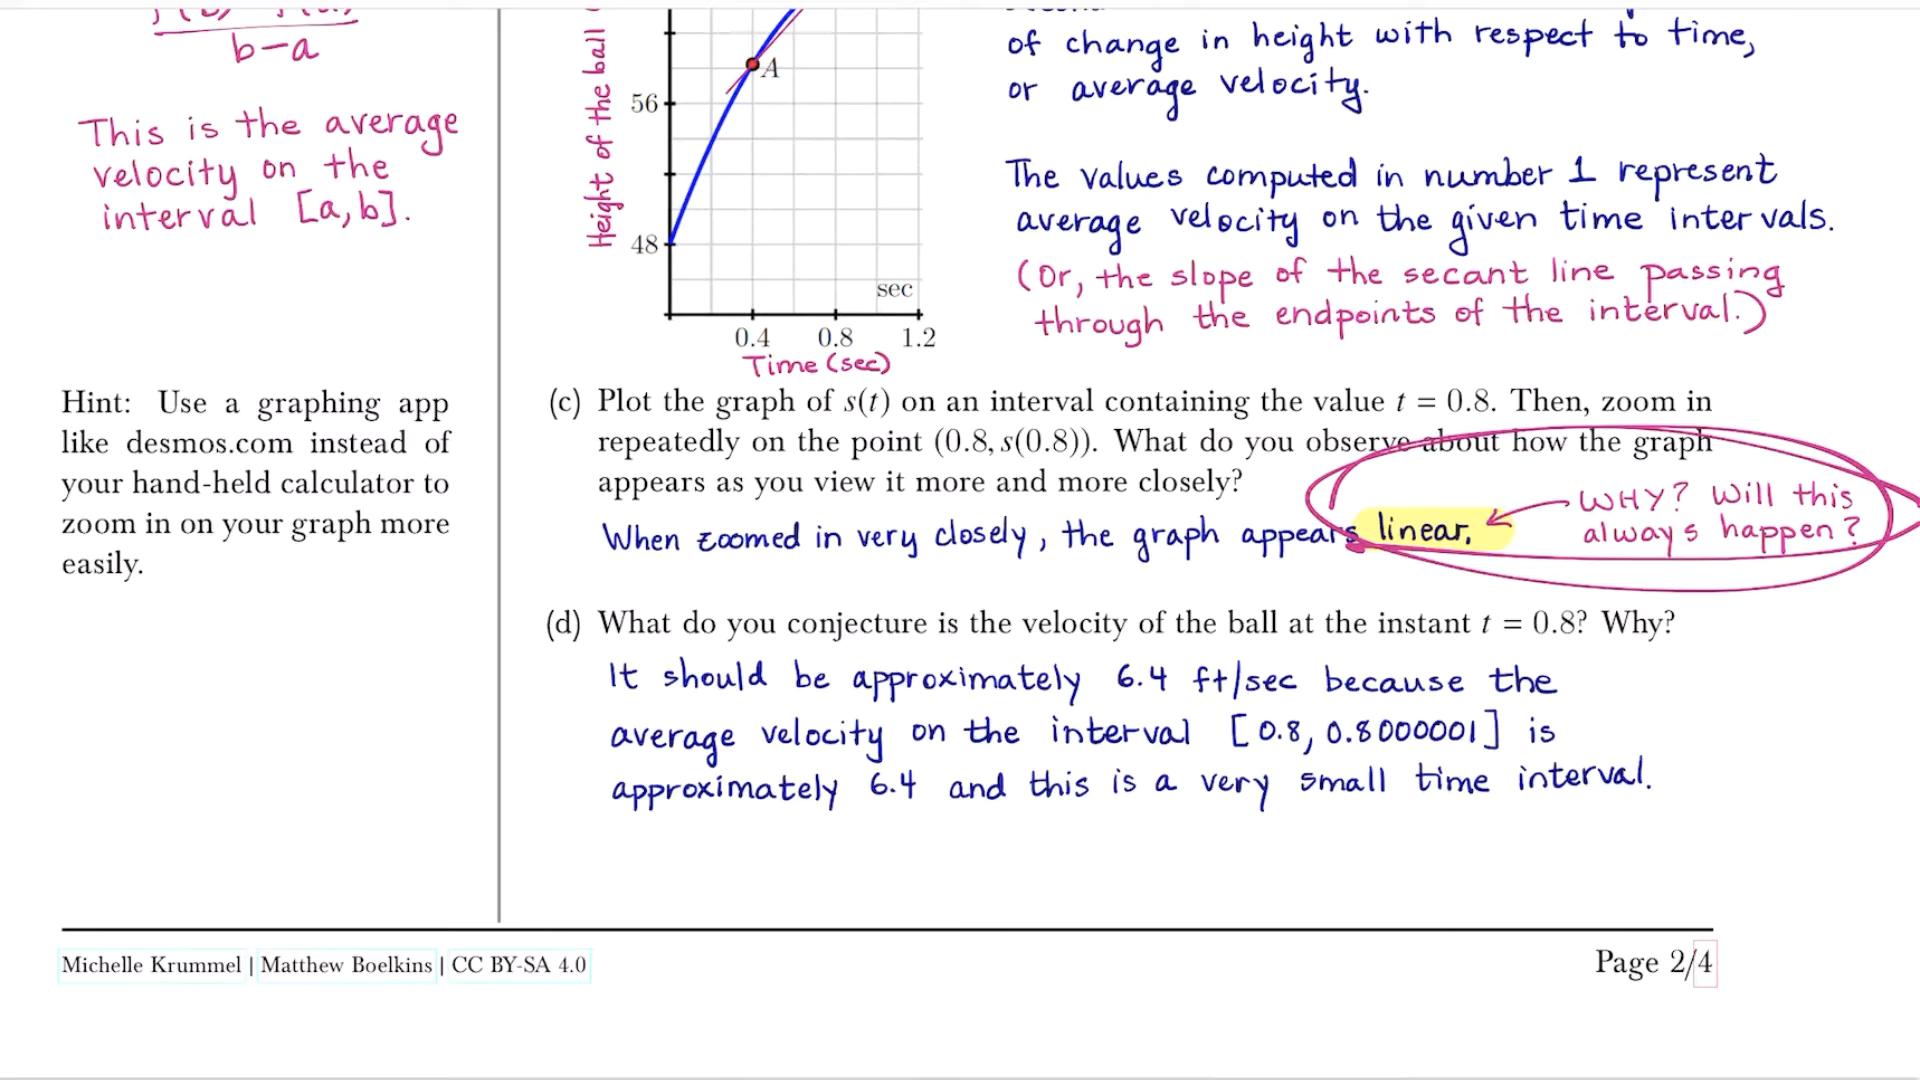 b-a
This is the average
velocity on the
interval [a,b].
Hint: Use a graphing app
like desmos.com instead of
your hand-held calculator to
zoom in on your graph more
easily.
Height of the ball
A
56
48
sec
0.4 0.8 1.2
Time (sec)
of change in height with respect to time,
or average velocity.
The values computed in number 1 represent
average velocity on the given time intervals.
(Or, the slope of the secant line passing
through the endpoints of the interval.)
(c) Plot the graph of s(t) on an interval containing the value t = 0.8. Then, zoom in
repeatedly on the point (0.8, s(0.8)). What do you observe about how the graph
appears as you view it more and more closely?
When zoomed in very closely, the graph appears linear.
WHY? Will this
always happen?
(d) What do you conjecture is the velocity of the ball at the instant t = 0.8? Why?
It should be approximately 6.4 ft/sec because the
average velocity on the interval [0.8, 0.8000001] is
approximately 6.4 and this is a very small time interval.
Michelle Krummel | Matthew Boelkins | CC BY-SA 4.0
Page 2/4